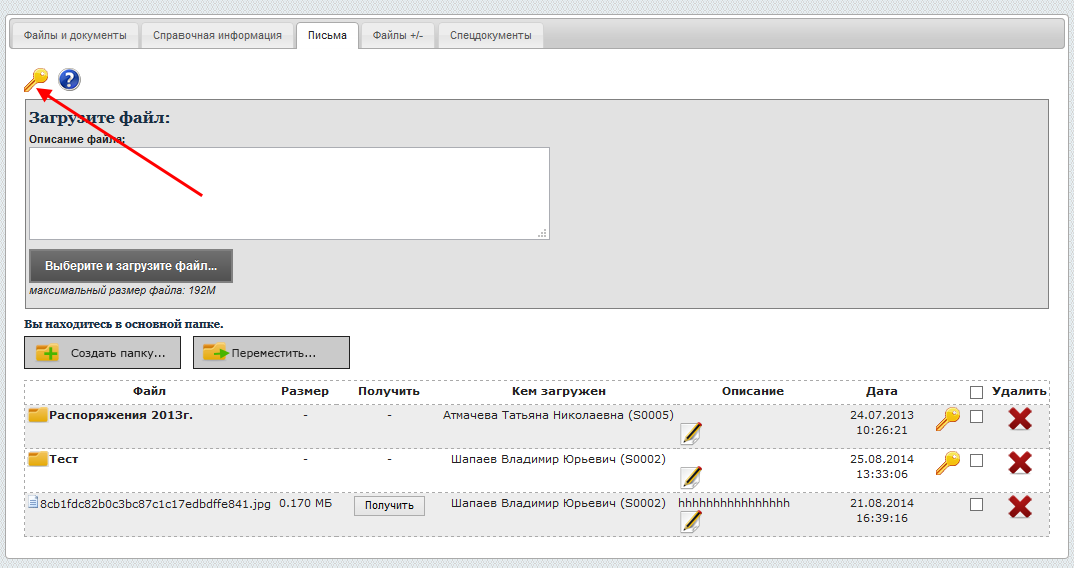 Файлы и документы Справочная информация Письма Файлы +/- Спецдокументы
?
Загрузите файл:
Описание файла:
Выберите и загрузите файл...
максимальный размер файла: 192М
Вы находитесь в основной папке.
Создать папку... Переместить...
Файл Размер Получить Кем загружен Описание Дата Удалить
Распоряжения 2013г. - - Атмачева Татьяна Николаевна (S0005) 24.07.2013
10:26:21
Тест - - Шапаев Владимир Юрьевич (S0002) 25.08.2014
13:33:06
8cb1fdc82b0c3bc87c1c17edbdffe841.jpg 0.170 МБ Получить Шапаев Владимир Юрьевич (S0002) hhhhhhhhhhhhhhhh 21.08.2014
16:39:16